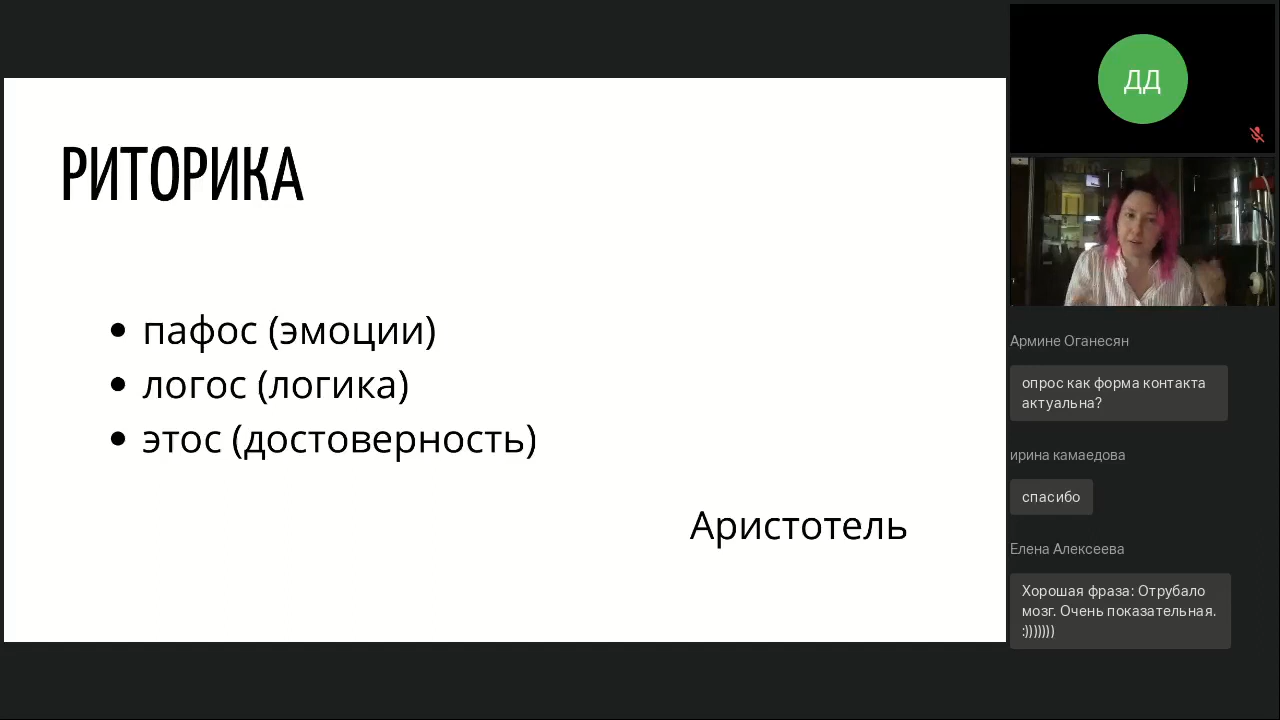 РИТОРИКА
• пафос (эмоции)
• логос (логика)
• этос (достоверность)
Аристотель
ДД
Армине Оганесян
опрос как форма контакта
актуальна?
ирина камаедова
спасибо
Елена Алексеева
Хорошая фраза: Отрубало
мозг. Очень показательная.
:)))))))